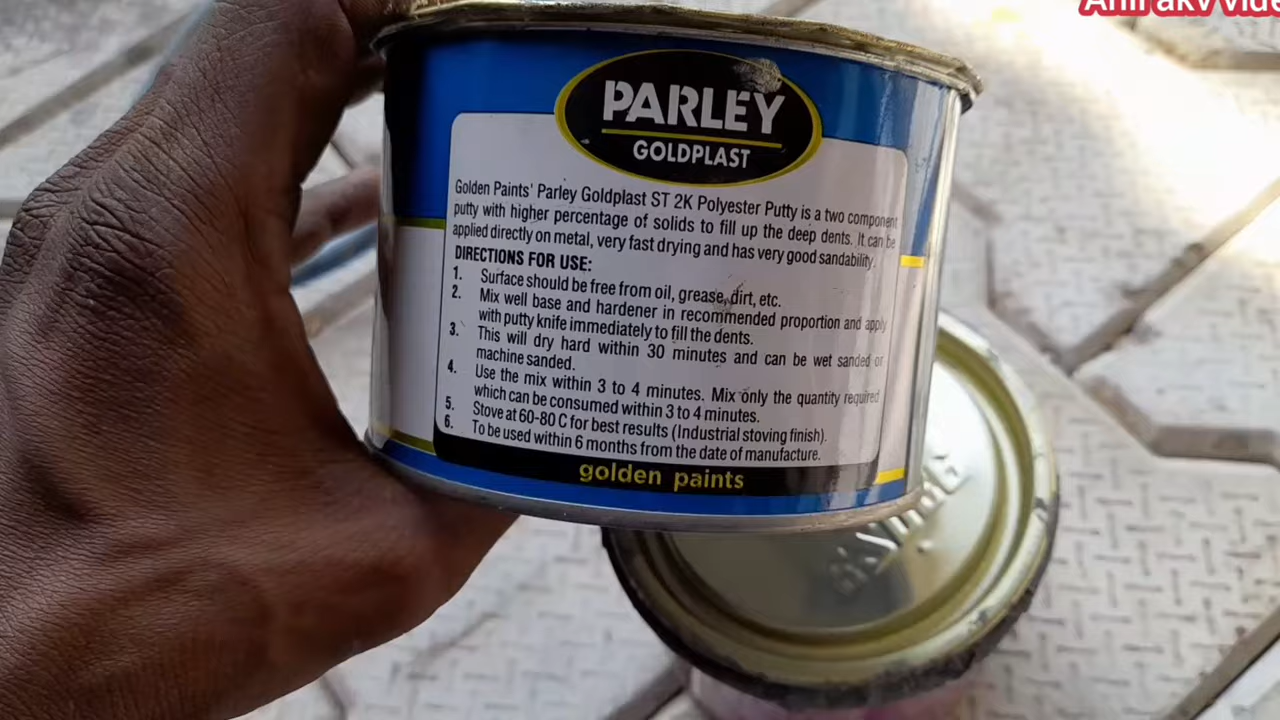 PARLEY
GOLDPLAST
Golden Paints' Parley Goldplast ST 2K Polyester Putty is a two component
putty with higher percentage of solids to fill up the deep dents. It can be
applied directly on metal, very fast drying and has very good sandability.
DIRECTIONS FOR USE:
1. Surface should be free from oil, grease, dirt, etc.
2. Mix well base and hardener in recommended proportion and apply
with putty knife immediately to fill the dents.
3. This will dry hard within 30 minutes and can be wet sanded or
machine sanded.
4. Use the mix within 3 to 4 minutes. Mix only the quantity required
which can be consumed within 3 to 4 minutes.
5. Stove at 60-80 C for best results (Industrial stoving finish).
6. To be used within 6 months from the date of manufacture.
golden paints